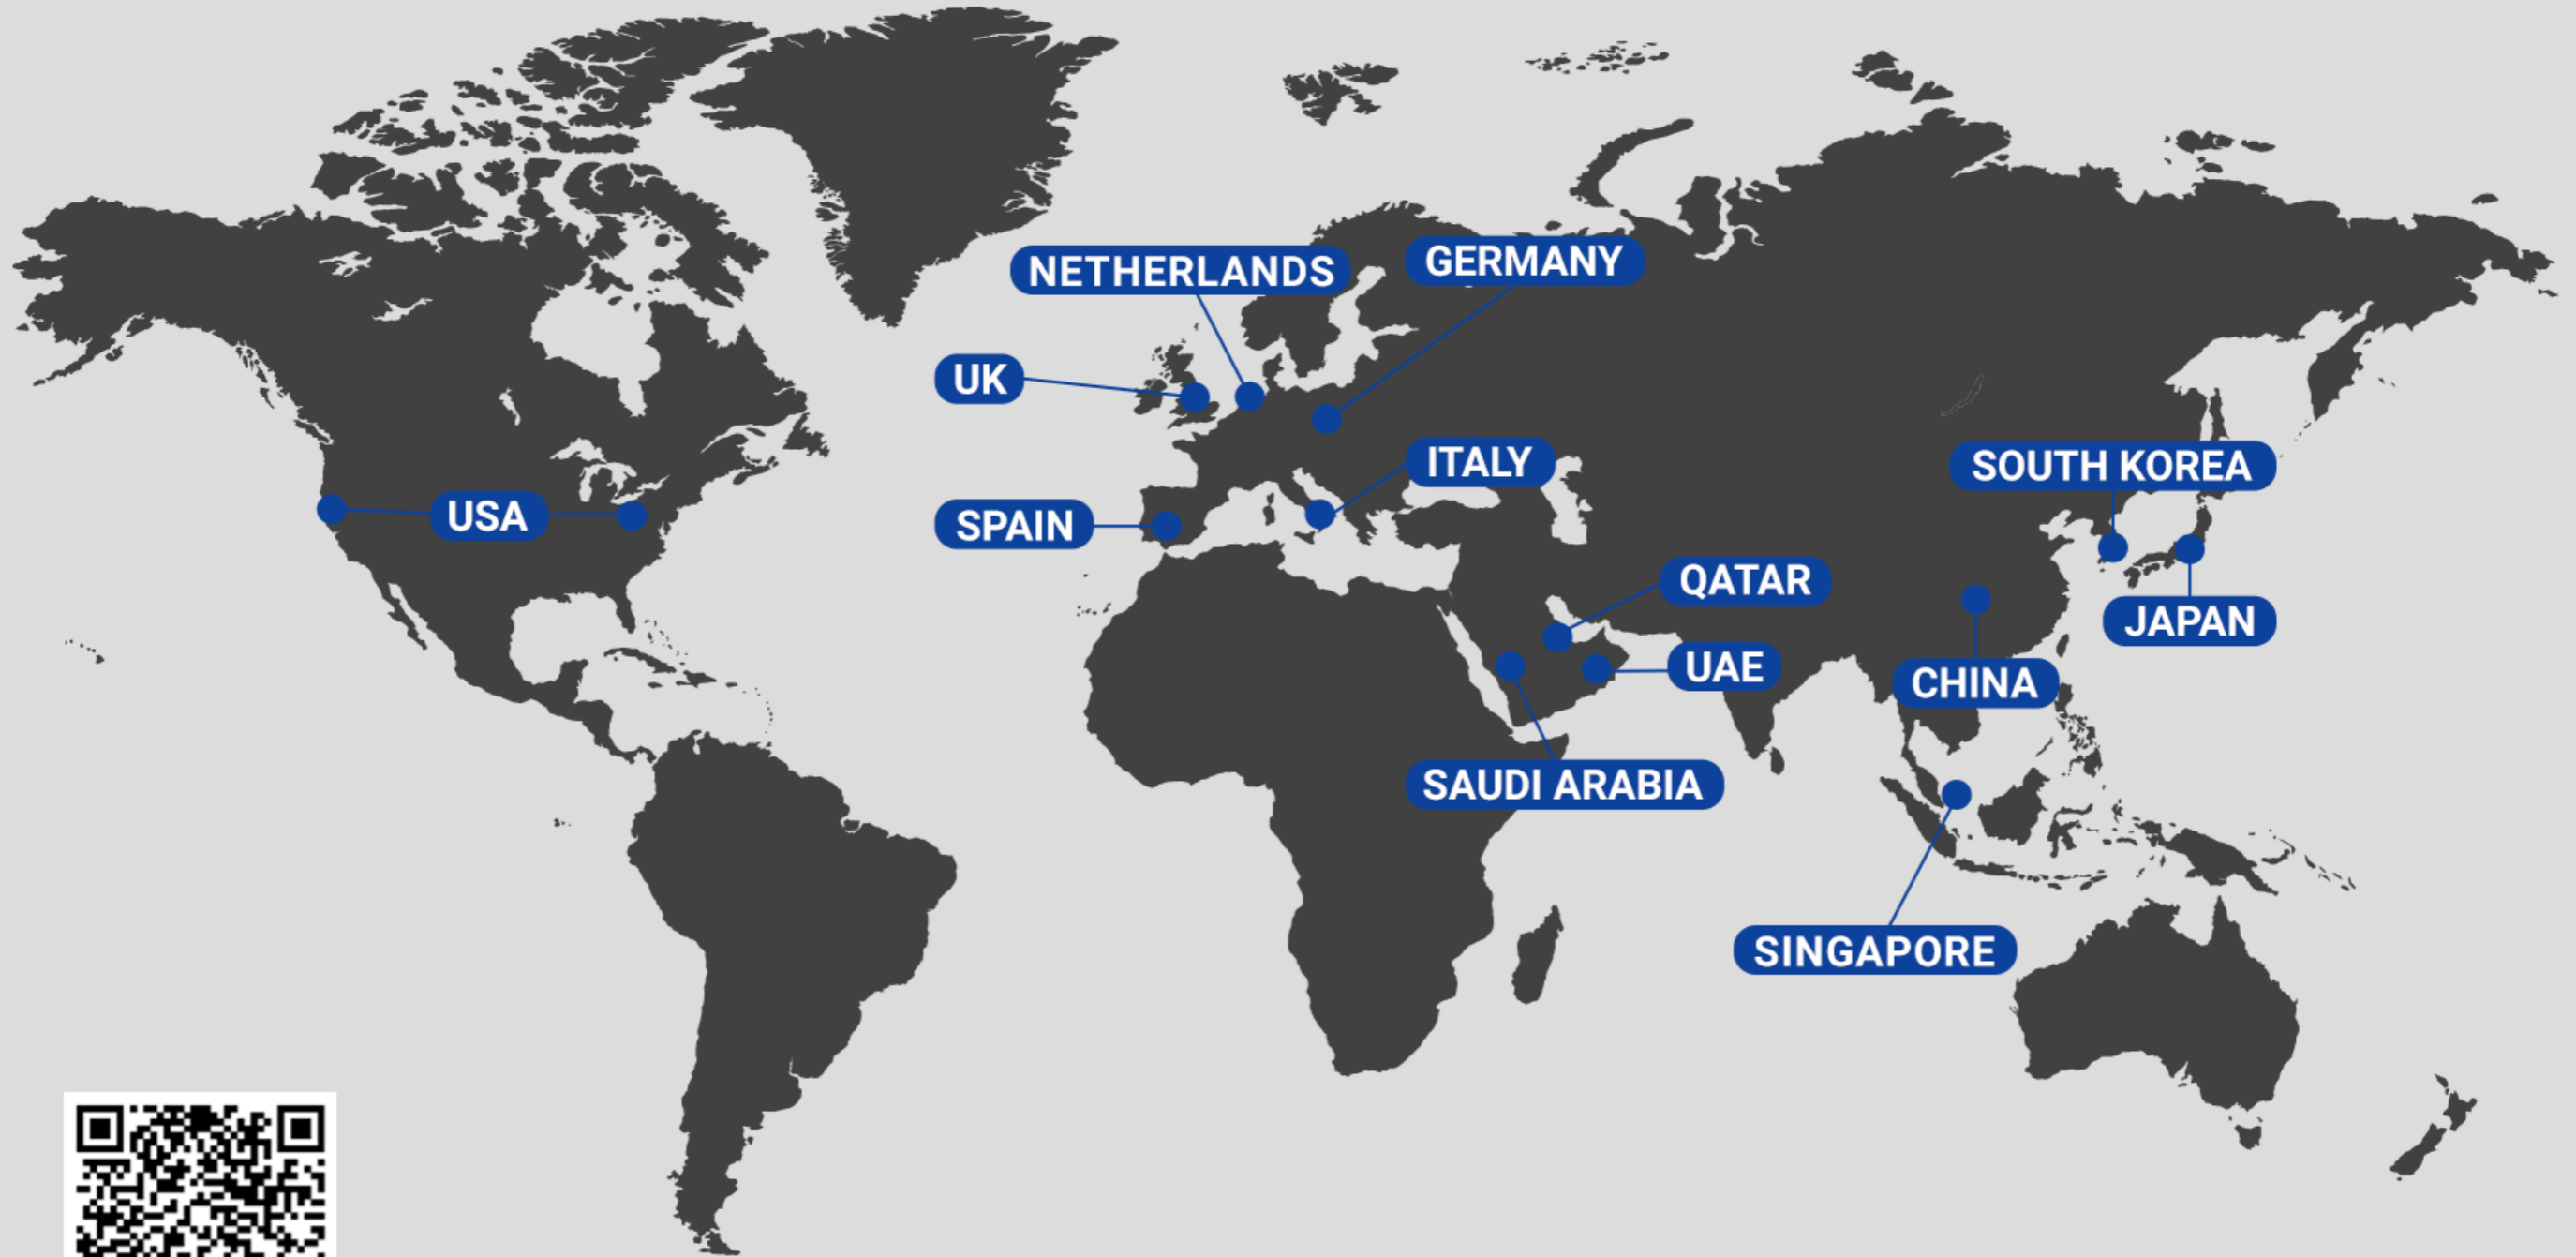 NETHERLANDS
GERMANY
UK
ITALY
SOUTH KOREA
USA
SPAIN
QATAR
JAPAN
UAE
CHINA
SAUDI ARABIA
SINGAPORE